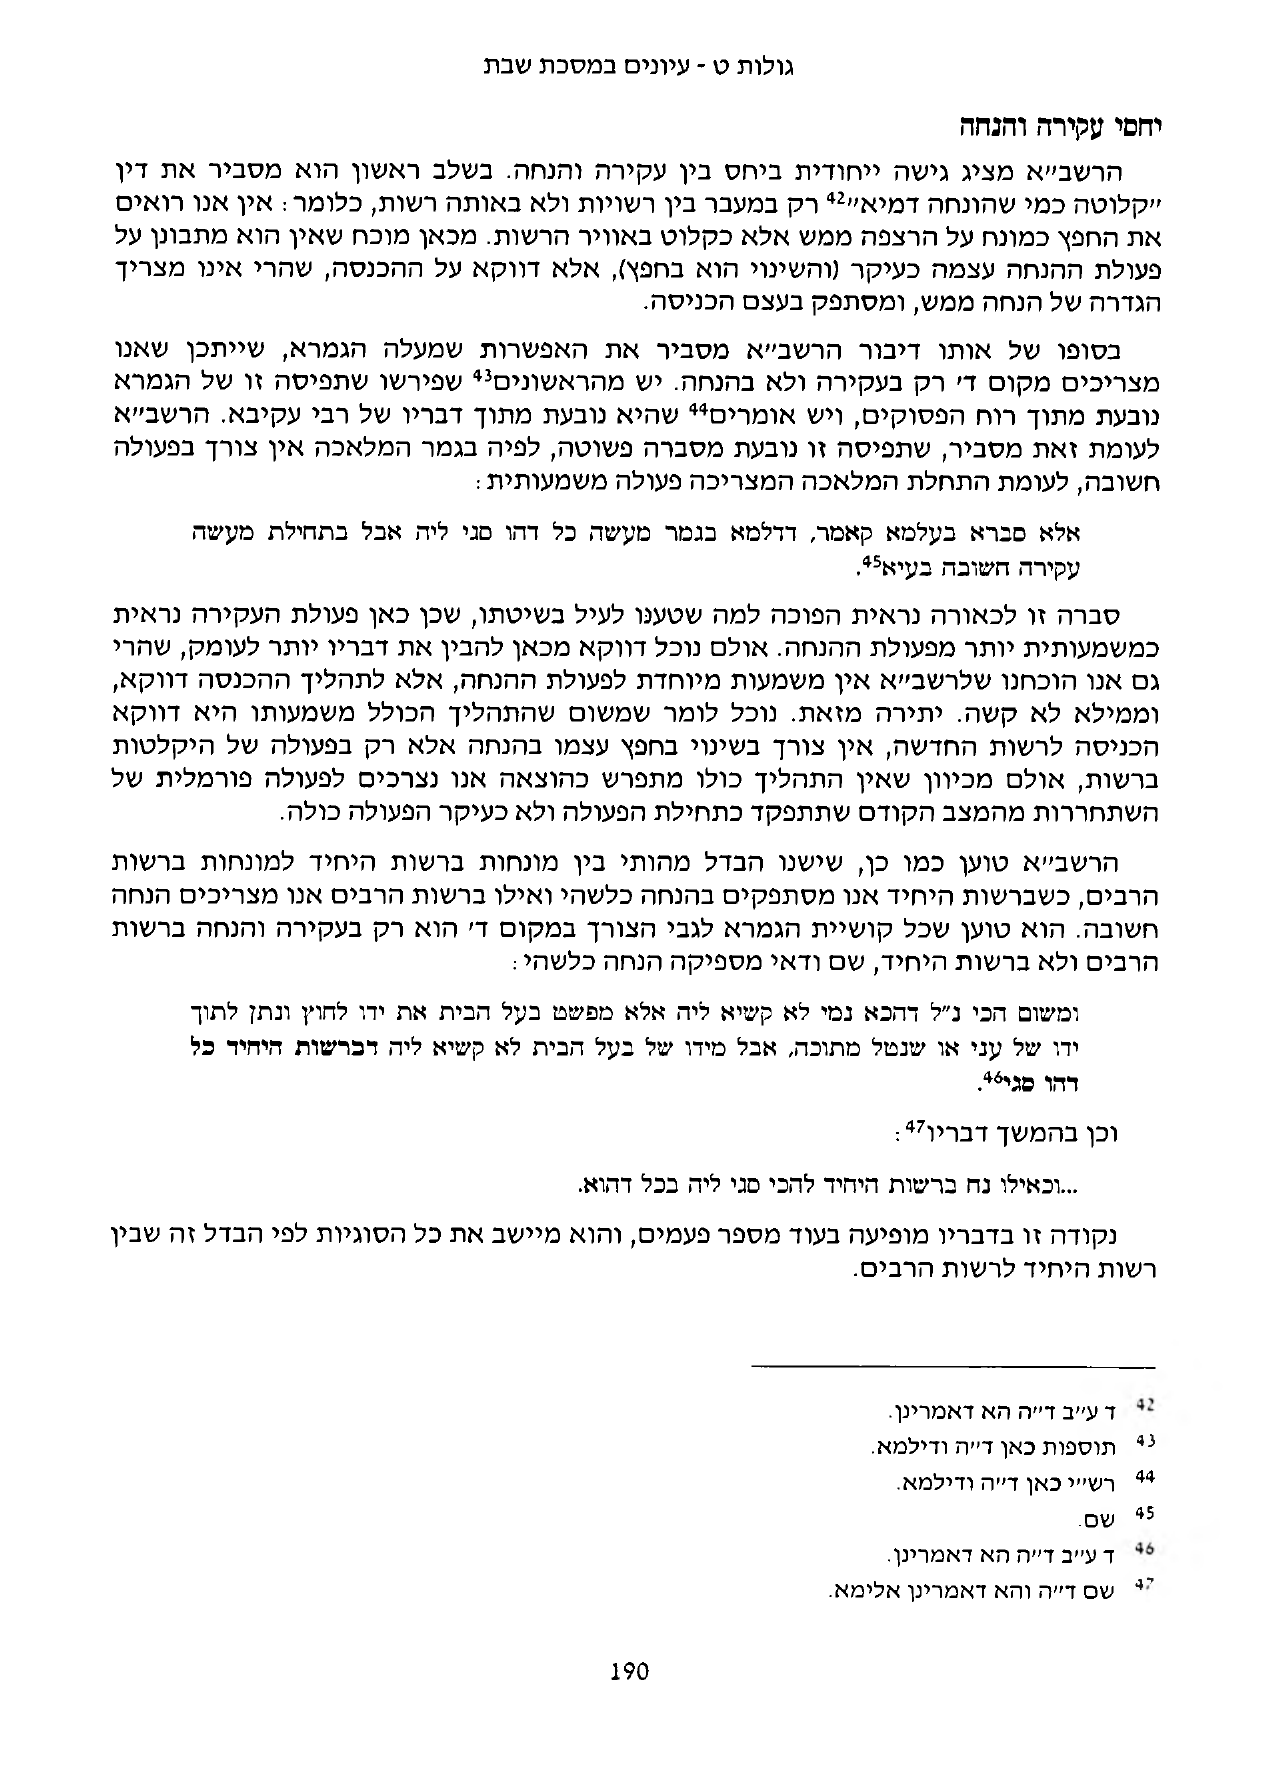 גולות ט - עיונים במסכת שבת
יחסי עקירה והנחה
הרשב"א מציג גישה ייחודית ביחס בין עקירה והנחה. בשלב ראשון הוא מסביר את דין
"קלוטה כמי שהונחה דמיא"42 רק במעבר בין רשויות ולא באותה רשות, כלומר: אין אנו רואים
את החפץ כמונח על הרצפה ממש אלא כקלוט באוויר הרשות. מכאן מוכח שאין הוא מתבונן על
פעולת ההנחה עצמה כעיקר (והשינוי הוא בחפץ), אלא דווקא על ההכנסה, שהרי אינו מצריך
הגדרה של הנחה ממש, ומסתפק בעצם הכניסה.
בסופו של אותו דיבור הרשב"א מסביר את האפשרות שמעלה הגמרא, שייתכן שאנו
מצריכים מקום ד' רק בעקירה ולא בהנחה. יש מהראשונים43 שפירשו שתפיסה זו של הגמרא
נובעת מתוך רוח הפסוקים, ויש אומרים44 שהיא נובעת מתוך דבריו של רבי עקיבא. הרשב"א
לעומת זאת מסביר, שתפיסה זו נובעת מסברה פשוטה, לפיה בגמר המלאכה אין צורך בפעולה
חשובה, לעומת התחלת המלאכה המצריכה פעולה משמעותית:
אלא סברא בעלמא קאמר, דדלמא בגמר מעשה כל דהו סגי ליה אבל בתחילת מעשה
עקירה חשובה בעיא45.
סברה זו לכאורה נראית הפוכה למה שטענו לעיל בשיטתו, שכן כאן פעולת העקירה נראית
כמשמעותית יותר מפעולת ההנחה. אולם נוכל דווקא מכאן להבין את דבריו יותר לעומק, שהרי
גם אנו הוכחנו שלרשב"א אין משמעות מיוחדת לפעולת ההנחה, אלא לתהליך ההכנסה דווקא,
וממילא לא קשה. יתירה מזאת. נוכל לומר שמשום שהתהליך הכולל משמעותו היא דווקא
הכניסה לרשות החדשה, אין צורך בשינוי בחפץ עצמו בהנחה אלא רק בפעולה של היקלטות
ברשות, אולם מכיוון שאין התהליך כולו מתפרש כהוצאה אנו נצרכים לפעולה פורמלית של
השתחררות מהמצב הקודם שתתפקד כתחילת הפעולה ולא כעיקר הפעולה כולה.
הרשב"א טוען כמו כן, שישנו הבדל מהותי בין מונחות ברשות היחיד למונחות ברשות
הרבים, כשברשות היחיד אנו מסתפקים בהנחה כלשהי ואילו ברשות הרבים אנו מצריכים הנחה
חשובה. הוא טוען שכל קושיית הגמרא לגבי הצורך במקום ד' הוא רק בעקירה והנחה ברשות
הרבים ולא ברשות היחיד, שם ודאי מספיקה הנחה כלשהי:
ומשום הכי נ"ל דהכא נמי לא קשיא ליה אלא מפשט בעל הבית את ידו לחוץ ונתן לתוך
ידו של עני או שנטל מתוכה, אבל מידו של בעל הבית לא קשיא ליה דברשות היחיד כל
דהו סגי46.
וכן בהמשך דבריו47:
...וכאילו נח ברשות היחיד להכי סגי ליה בכל דהוא.
נקודה זו בדבריו מופיעה בעוד מספר פעמים, והוא מיישב את כל הסוגיות לפי הבדל זה שבין
רשות היחיד לרשות הרבים.
42 ד ע"ב ד"ה הא דאמרינן.
43 תוספות כאן ד"ה ודילמא.
44 רש"י כאן ד"ה ודילמא.
45 שם.
46 ד ע"ב ד"ה הא דאמרינן.
47 שם ד"ה והא דאמרינן אלימא.
190